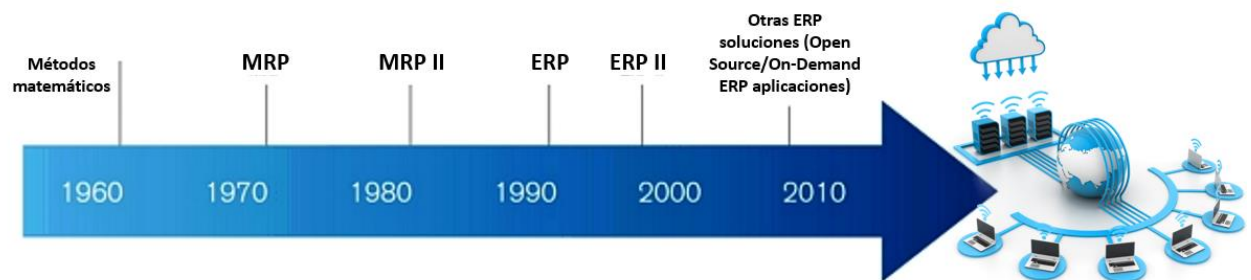 Métodos
matemáticos
MRP
MRP II
ERP
ERP II
Otras ERP
soluciones (Open
Source/On-Demand
ERP aplicaciones)
1960
1970
1980
1990
2000
2010